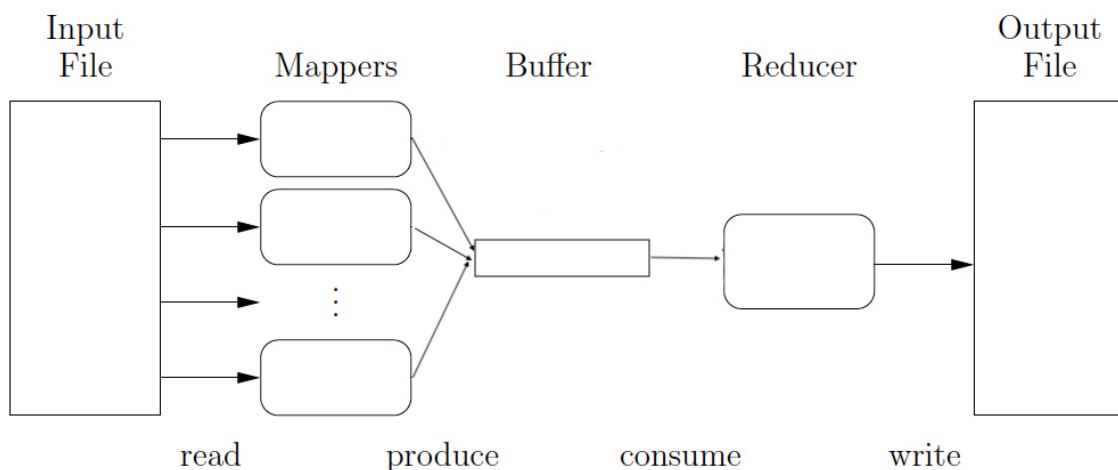 Input
File
Mappers
Buffer
Reducer
Output
File
⋮
read
produce
consume
write